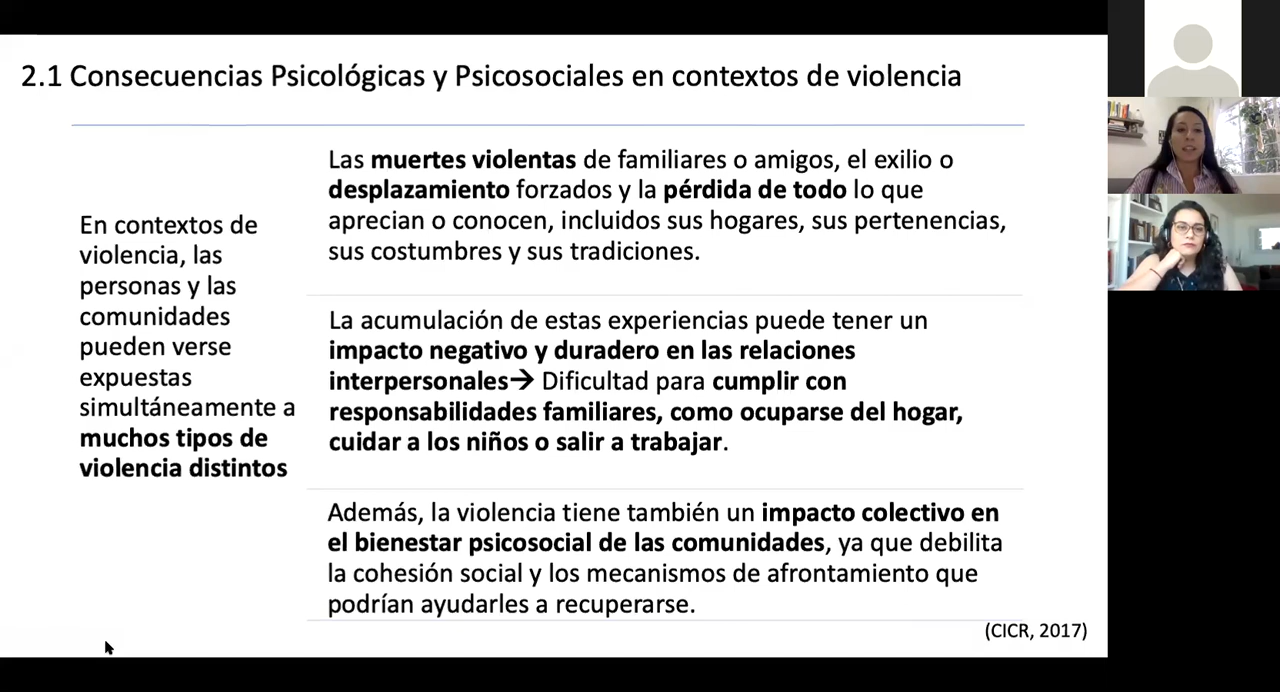 2.1 Consecuencias Psicológicas y Psicosociales en contextos de violencia
En contextos de
violencia, las
personas y las
comunidades
pueden verse
expuestas
simultáneamente a
muchos tipos de
violencia distintos
Las muertes violentas de familiares o amigos, el exilio o
desplazamiento forzados y la pérdida de todo lo que
aprecian o conocen, incluidos sus hogares, sus pertenencias,
sus costumbres y sus tradiciones.
La acumulación de estas experiencias puede tener un
impacto negativo y duradero en las relaciones
interpersonales→ Dificultad para cumplir con
responsabilidades familiares, como ocuparse del hogar,
cuidar a los niños o salir a trabajar.
Además, la violencia tiene también un impacto colectivo en
el bienestar psicosocial de las comunidades, ya que debilita
la cohesión social y los mecanismos de afrontamiento que
podrían ayudarles a recuperarse.
(CICR, 2017)